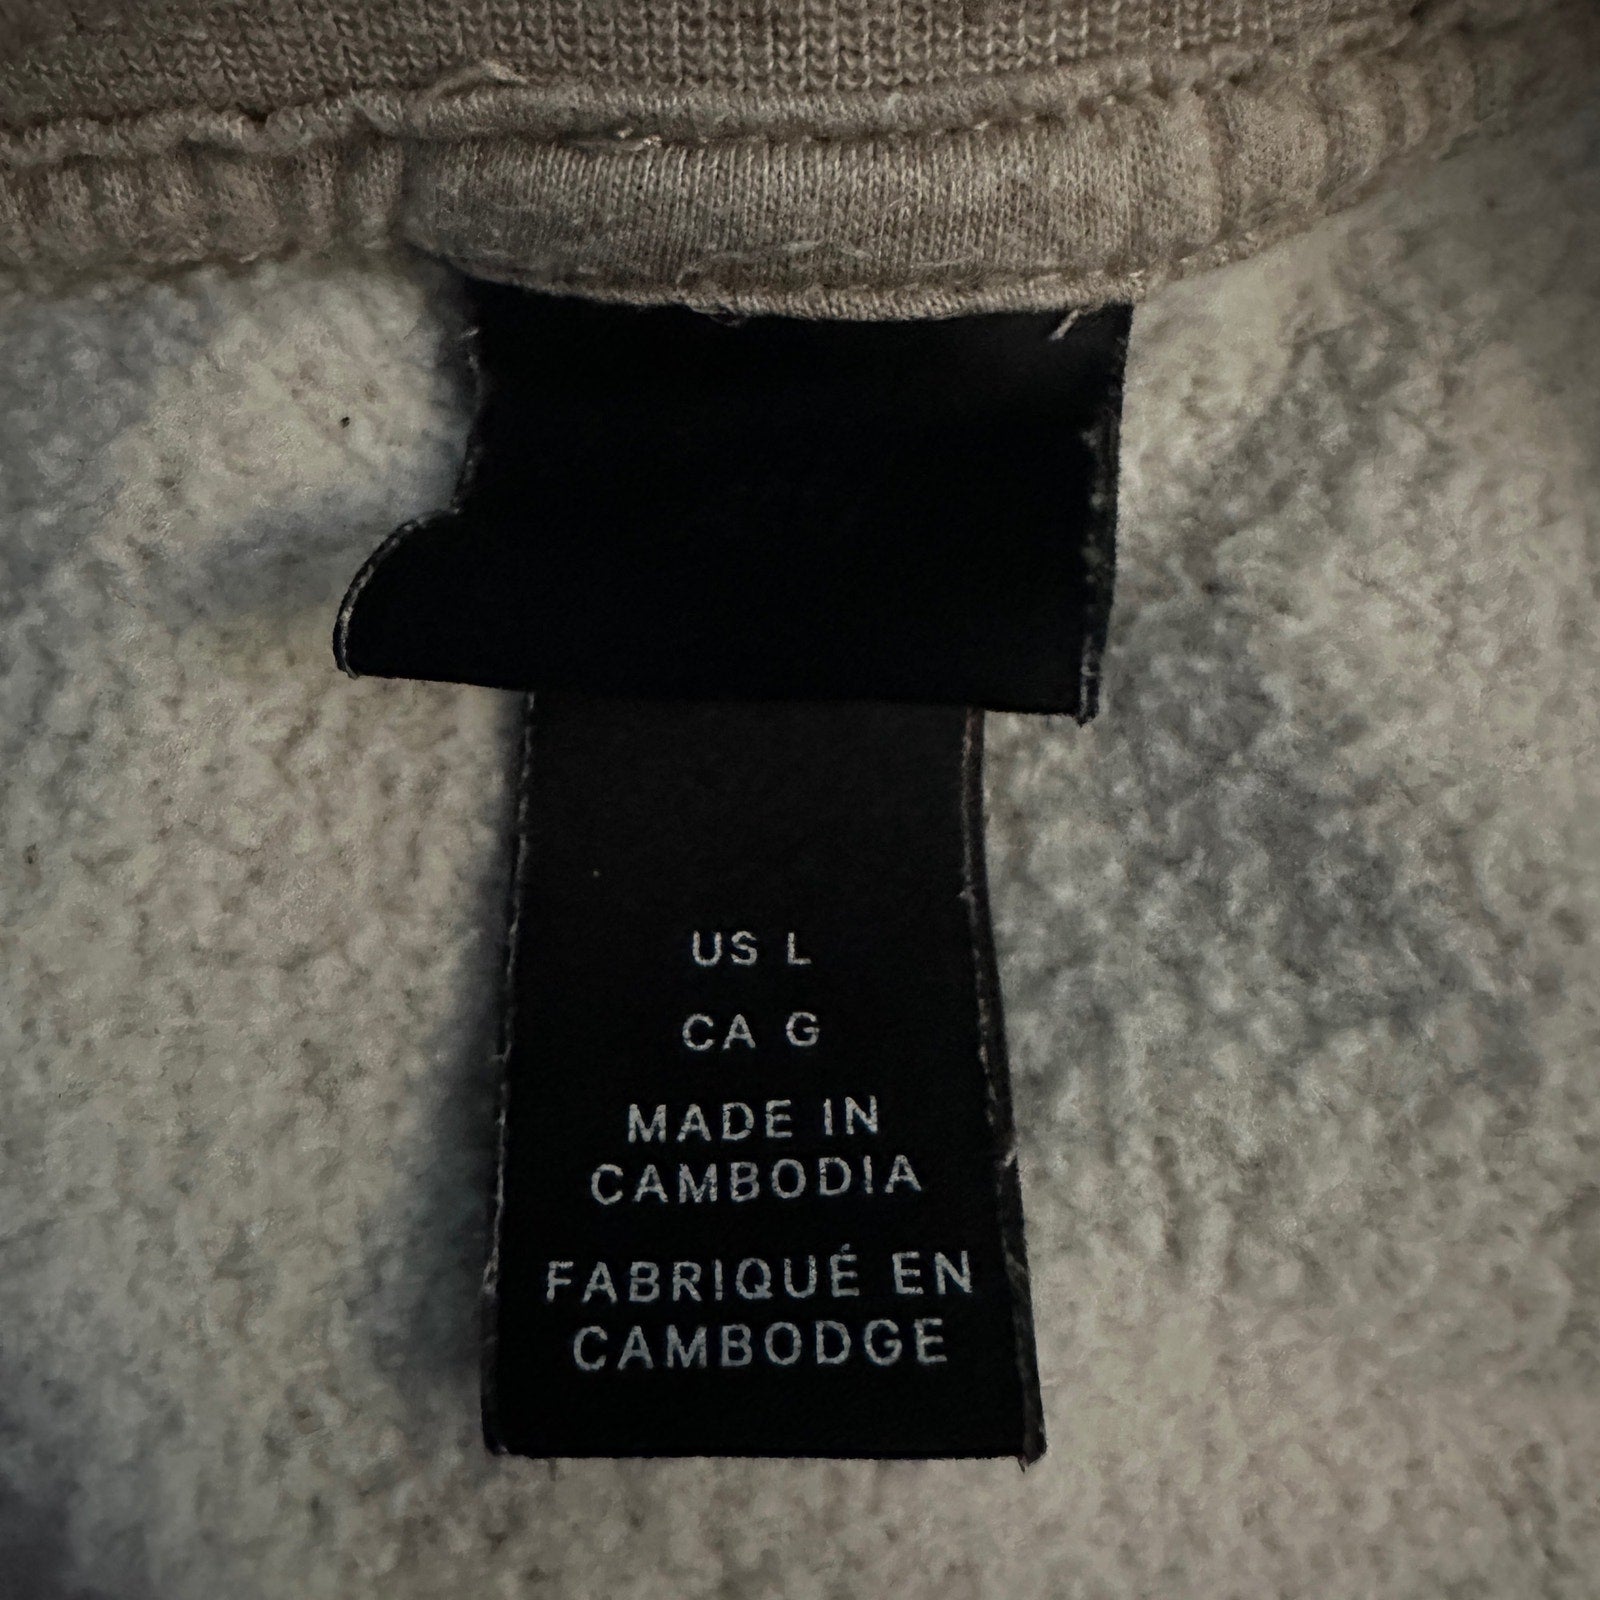 US L
CA G
MADE IN
CAMBODIA
FABRIQUÉ EN
CAMBODGE